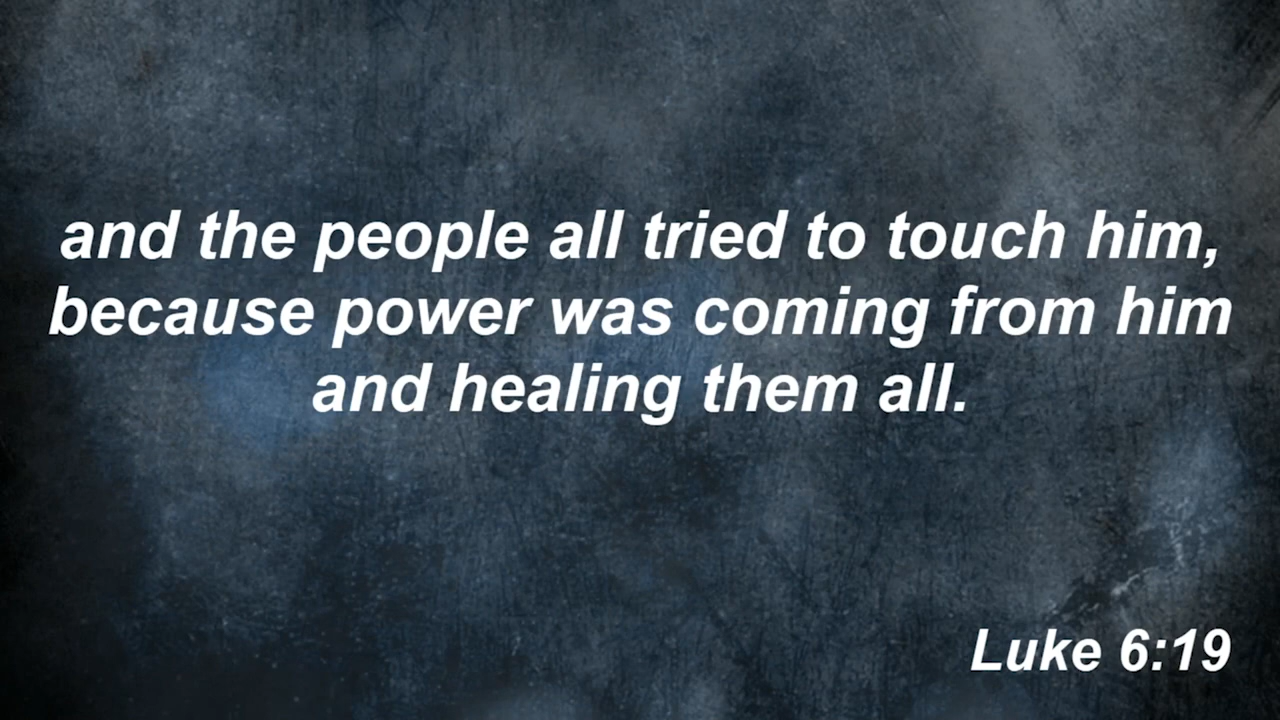 and the people all tried to touch him,
because power was coming from him
and healing them all.
Luke 6:19